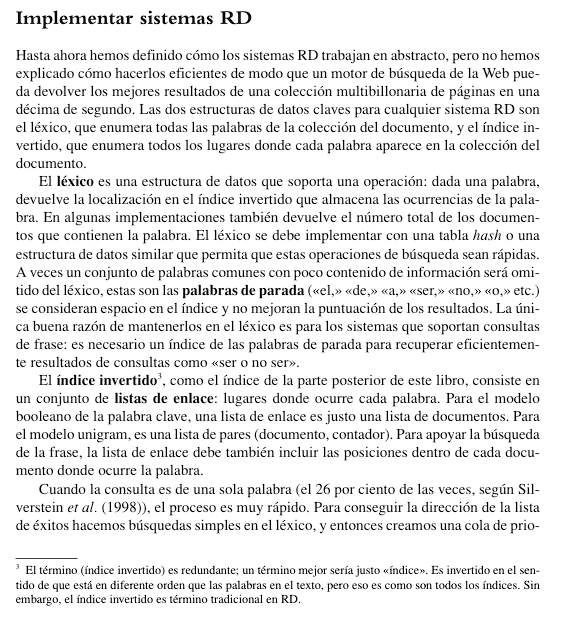 Implementar sistemas RD
Hasta ahora hemos definido cómo los sistemas RD trabajan en abstracto, pero no hemos
explicado cómo hacerlos eficientes de modo que un motor de búsqueda de la Web pue-
da devolver los mejores resultados de una colección multibillonaria de páginas en una
décima de segundo. Las dos estructuras de datos claves para cualquier sistema RD son
el léxico, que enumera todas las palabras de la colección del documento, y el índice in-
vertido, que enumera todos los lugares donde cada palabra aparece en la colección del
documento.
El léxico es una estructura de datos que soporta una operación: dada una palabra,
devuelve la localización en el índice invertido que almacena las ocurrencias de la pala-
bra. En algunas implementaciones también devuelve el número total de los documen-
tos que contienen la palabra. El léxico se debe implementar con una tabla hash o una
estructura de datos similar que permita que estas operaciones de búsqueda sean rápidas.
A veces un conjunto de palabras comunes con poco contenido de información será omi-
tido del léxico, estas son las palabras de parada («el,» «de,» «a,» «ser,» «no,» «o,» etc.)
se consideran espacio en el índice y no mejoran la puntuación de los resultados. La úni-
ca buena razón de mantenerlos en el léxico es para los sistemas que soportan consultas
de frase: es necesario un índice de las palabras de parada para recuperar eficientemen-
te resultados de consultas como «ser o no ser».
El índice invertido³, como el índice de la parte posterior de este libro, consiste en
un conjunto de listas de enlace: lugares donde ocurre cada palabra. Para el modelo
booleano de la palabra clave, una lista de enlace es justo una lista de documentos. Para
el modelo unigram, es una lista de pares (documento, contador). Para apoyar la búsqueda
de la frase, la lista de enlace debe también incluir las posiciones dentro de cada docu-
mento donde ocurre la palabra.
Cuando la consulta es de una sola palabra (el 26 por ciento de las veces, según Sil-
verstein et al. (1998)), el proceso es muy rápido. Para conseguir la dirección de la lista
de éxitos hacemos búsquedas simples en el léxico, y entonces creamos una cola de prio-
³ El término (índice invertido) es redundante; un término mejor sería justo «índice». Es invertido en el sen-
tido de que está en diferente orden que las palabras en el texto, pero eso es como son todos los índices. Sin
embargo, el índice invertido es término tradicional en RD.